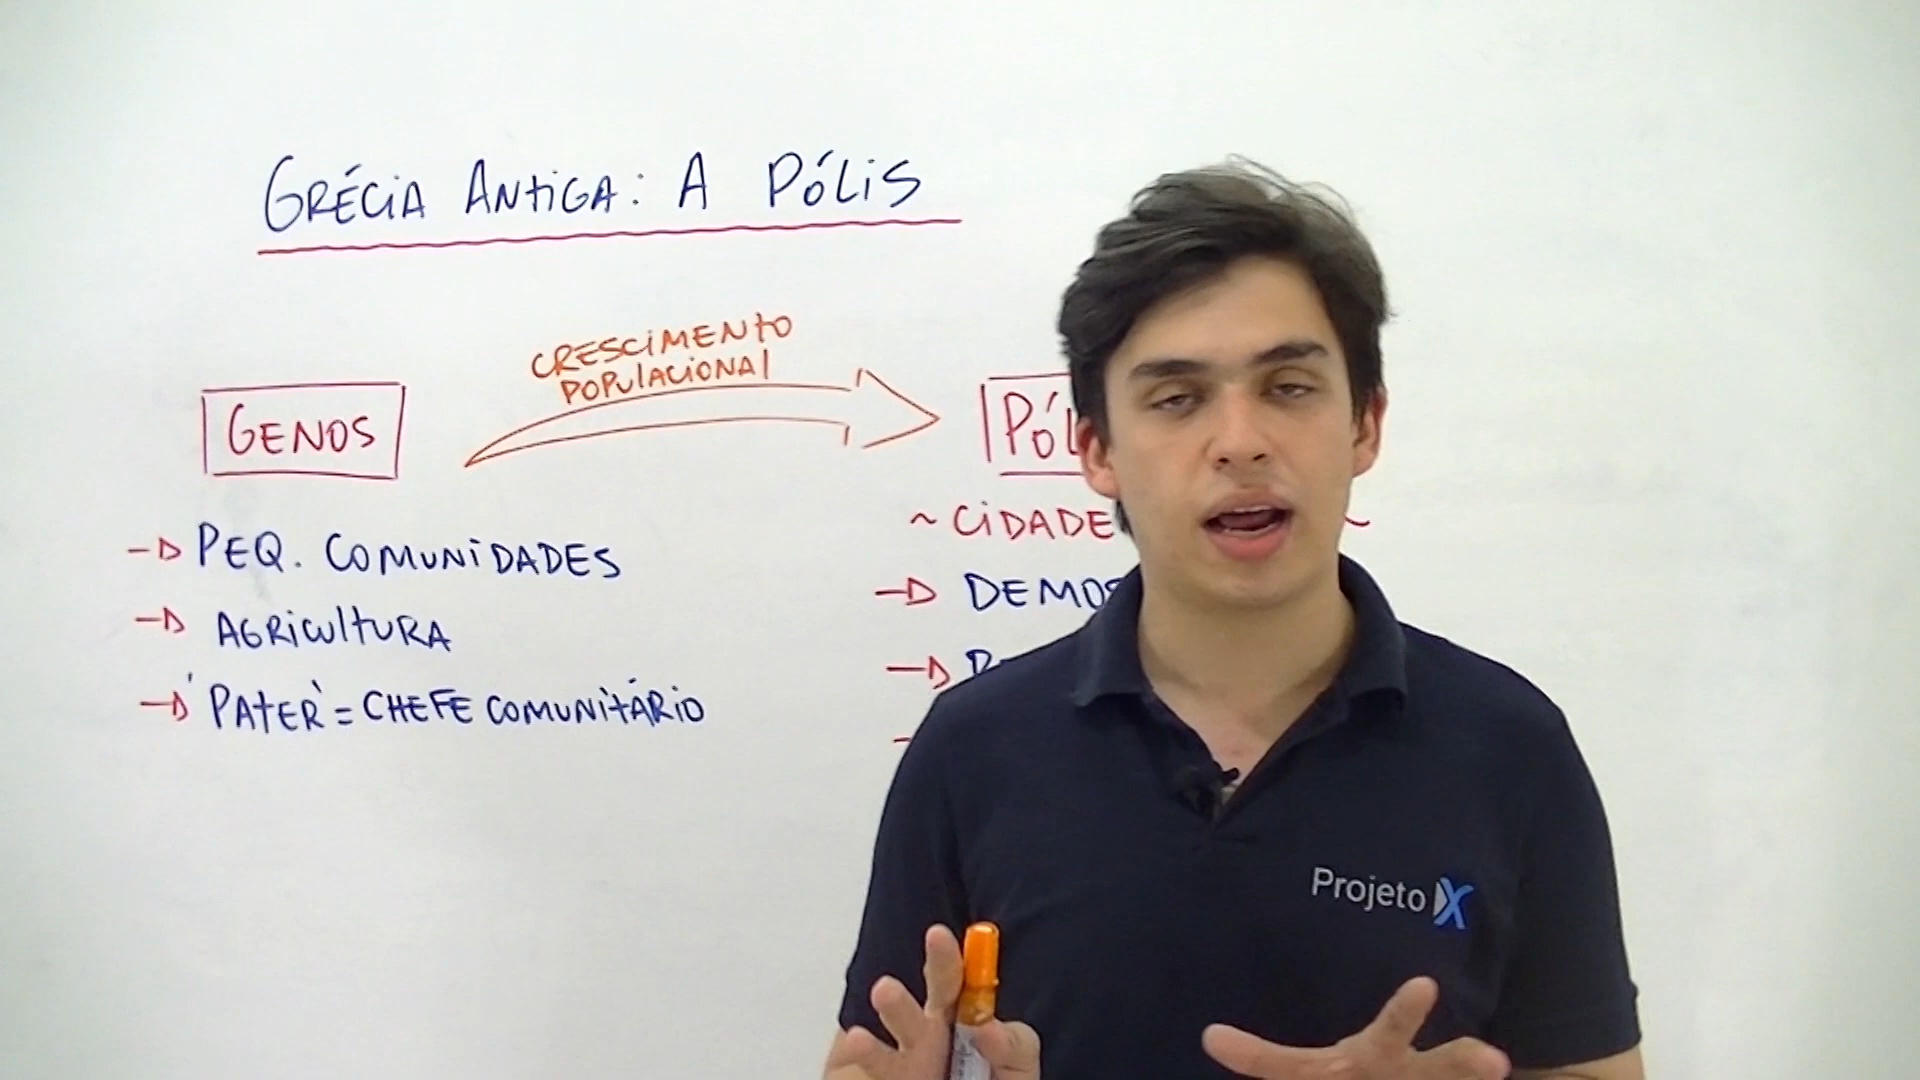 GRÉCIA ANTIGA: A PÓLIS
CRESCIMENTO
POPULACIONAL
GENOS
→ PEQ. COMUNIDADES
→ AGRICULTURA
→ 'PATER' = CHEFE COMUNITÁRIO
~ CIDADE
→ DEMOS
Projeto X